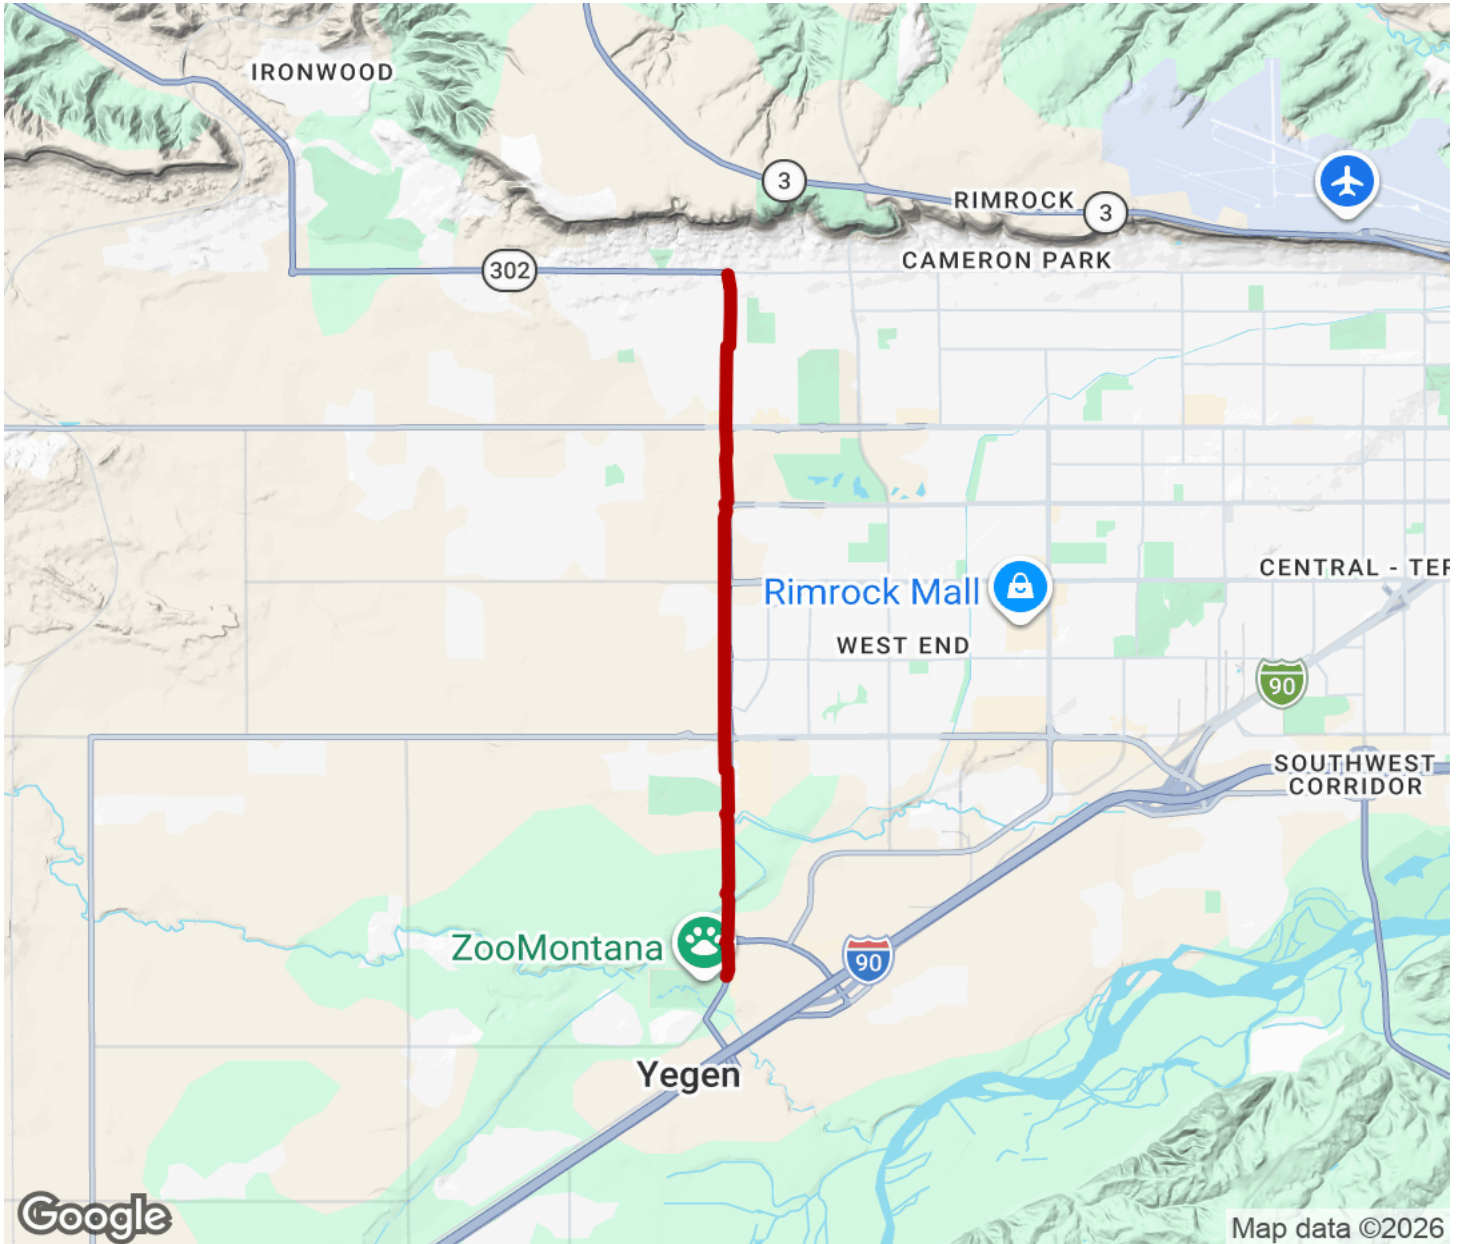 IRONWOOD
3
RIMROCK
3
302
CAMERON PARK
CENTRAL - TER
Rimrock Mall
WEST END
90
SOUTHWEST
CORRIDOR
ZooMontana
90
Yegen
Google
Map data ©2026